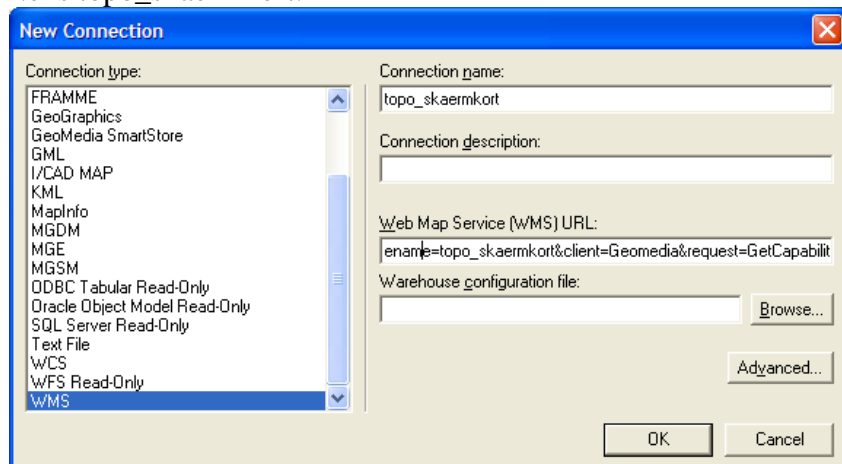 New Connection
Connection type:
FRAMME
GeoGraphics
GeoMedia SmartStore
GML
I/CAD MAP
KML
MapInfo
MGDM
MGE
MGSM
ODBC Tabular Read-Only
Oracle Object Model Read-Only
SQL Server Read-Only
Text File
WCS
WFS Read-Only
WMS
Connection name:
topo_skaermkort
Connection description:
Web Map Service (WMS) URL:
ename=topo_skaermkort&client=Geomedia&request=GetCapabilit
Warehouse configuration file:
Browse...
Advanced...
OK
Cancel